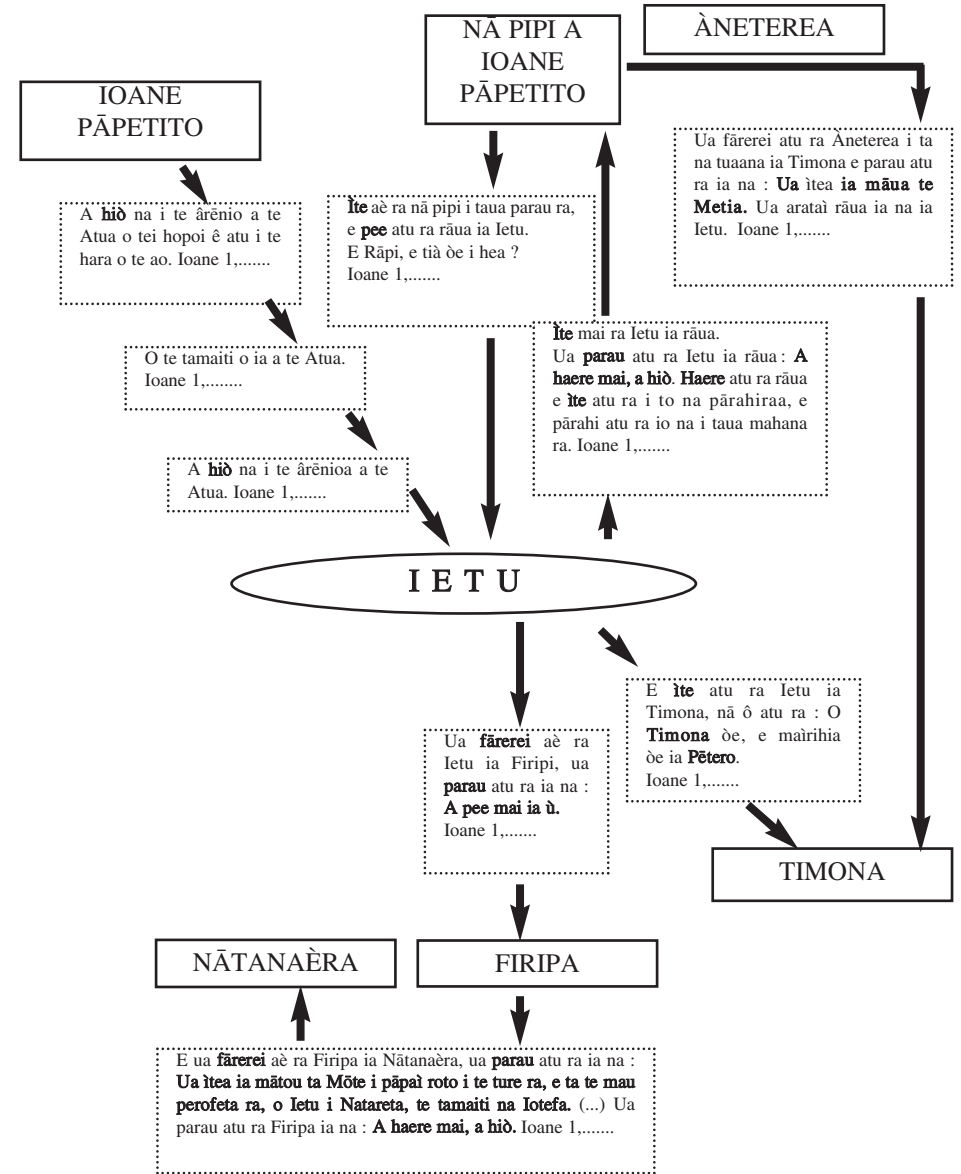 NĀ PIPI A
IOANE
PĀPETITO
ÀNETEREA
IOANE
PĀPETITO
A hiò na i te ârēnio a te
Atua o tei hopoi ê atu i te
hara o te ao. Ioane 1,.......
Ìte aè ra nā pipi i taua parau ra,
e pee atu ra rāua ia Ietu.
E Rāpi, e tià òe i hea ?
Ioane 1,.......
Ua fārerei atu ra Àneterea i ta
na tuaana ia Timona e parau atu
ra ia na : Ua ìtea ia māua te
Metia. Ua arataì rāua ia na ia
Ietu. Ioane 1,.......
O te tamaiti o ia a te Atua.
Ioane 1,........
Ìte mai ra Ietu ia rāua.
Ua parau atu ra Ietu ia rāua : A
haere mai, a hiò. Haere atu ra rāua
e ìte atu ra i to na pārahiraa, e
pārahi atu ra io na i taua mahana
ra. Ioane 1,.......
A hiò na i te ârēnioa a te
Atua. Ioane 1,.......
IETU
Ua fārerei aè ra
Ietu ia Firipi, ua
parau atu ra ia na :
A pee mai ia ù.
Ioane 1,.......
E ìte atu ra Ietu ia
Timona, nā ô atu ra : O
Timona òe, e maìrihia
òe ia Pētero.
Ioane 1,.......
TIMONA
NĀTANAÈRA
FIRIPA
E ua fārerei aè ra Firipa ia Nātanaèra, ua parau atu ra ia na :
Ua ìtea ia mātou ta Mōte i pāpaì roto i te ture ra, e ta te mau
perofeta ra, o Ietu i Natareta, te tamaiti na Iotefa. (...) Ua
parau atu ra Firipa ia na : A haere mai, a hiò. Ioane 1,.......